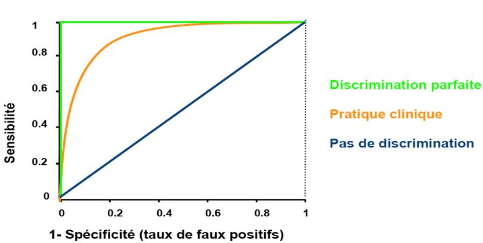 1
0.8
0.6
0.4
0.2
0
Sensibilité
0
0.2
0.4
0.6
0.8
1
1- Spécificité (taux de faux positifs)
Discrimination parfaite
Pratique clinique
Pas de discrimination